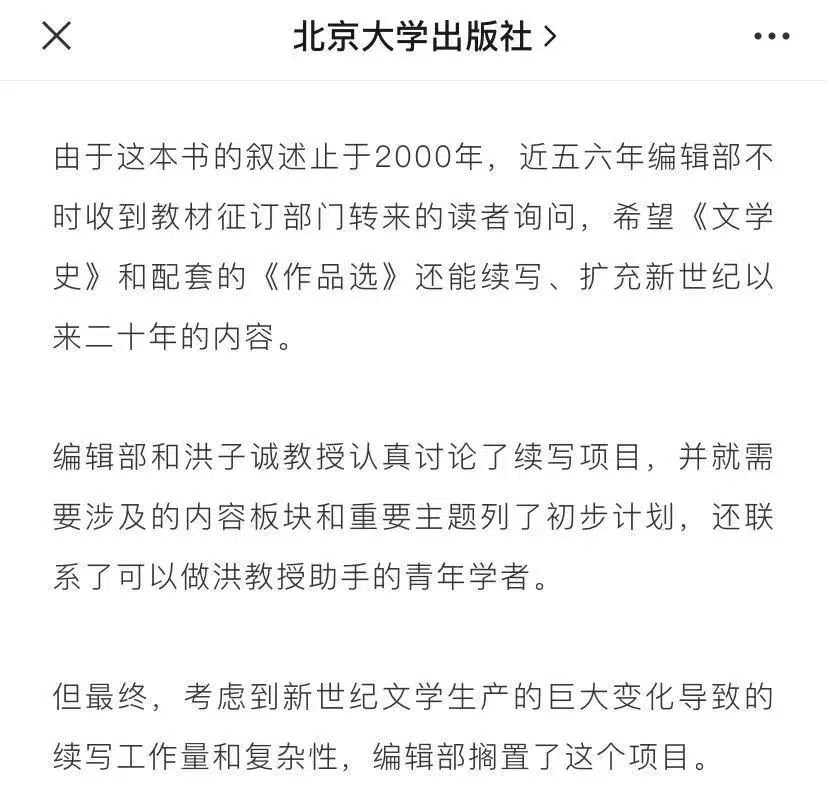 北京大学出版社 >
由于这本书的叙述止于2000年，近五六年编辑部不
时收到教材征订部门转来的读者询问，希望《文学
史》和配套的《作品选》还能续写、扩充新世纪以
来二十年的内容。
编辑部和洪子诚教授认真讨论了续写项目，并就需
要涉及的内容板块和重要主题列了初步计划，还联
系了可以做洪教授助手的青年学者。
但最终，考虑到新世纪文学生产的巨大变化导致的
续写工作量和复杂性，编辑部搁置了这个项目。